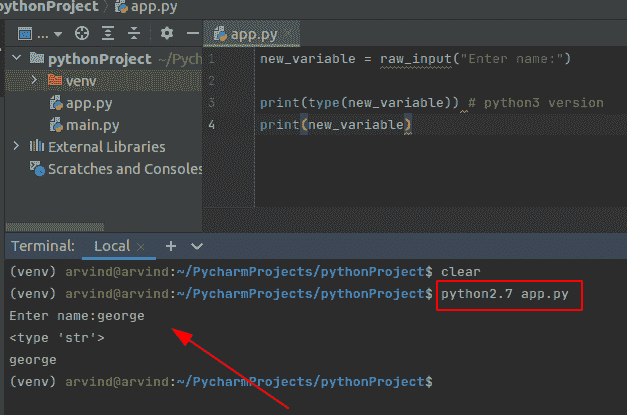 pythonProject > app.py
... app.py
pythonProject ~/Pych
venv
app.py
main.py
External Libraries
Scratches and Consoles
1 new_variable = raw_input("Enter name:")
2
3 print(type(new_variable)) # python3 version
4 print(new_variable)
Terminal: Local × +
(venv) arvind@arvind:~/PycharmProjects/pythonProject$ clear
(venv) arvind@arvind:~/PycharmProjects/pythonProject$ python2.7 app.py
Enter name:george
<type 'str'>
george
(venv) arvind@arvind:~/PycharmProjects/pythonProject$